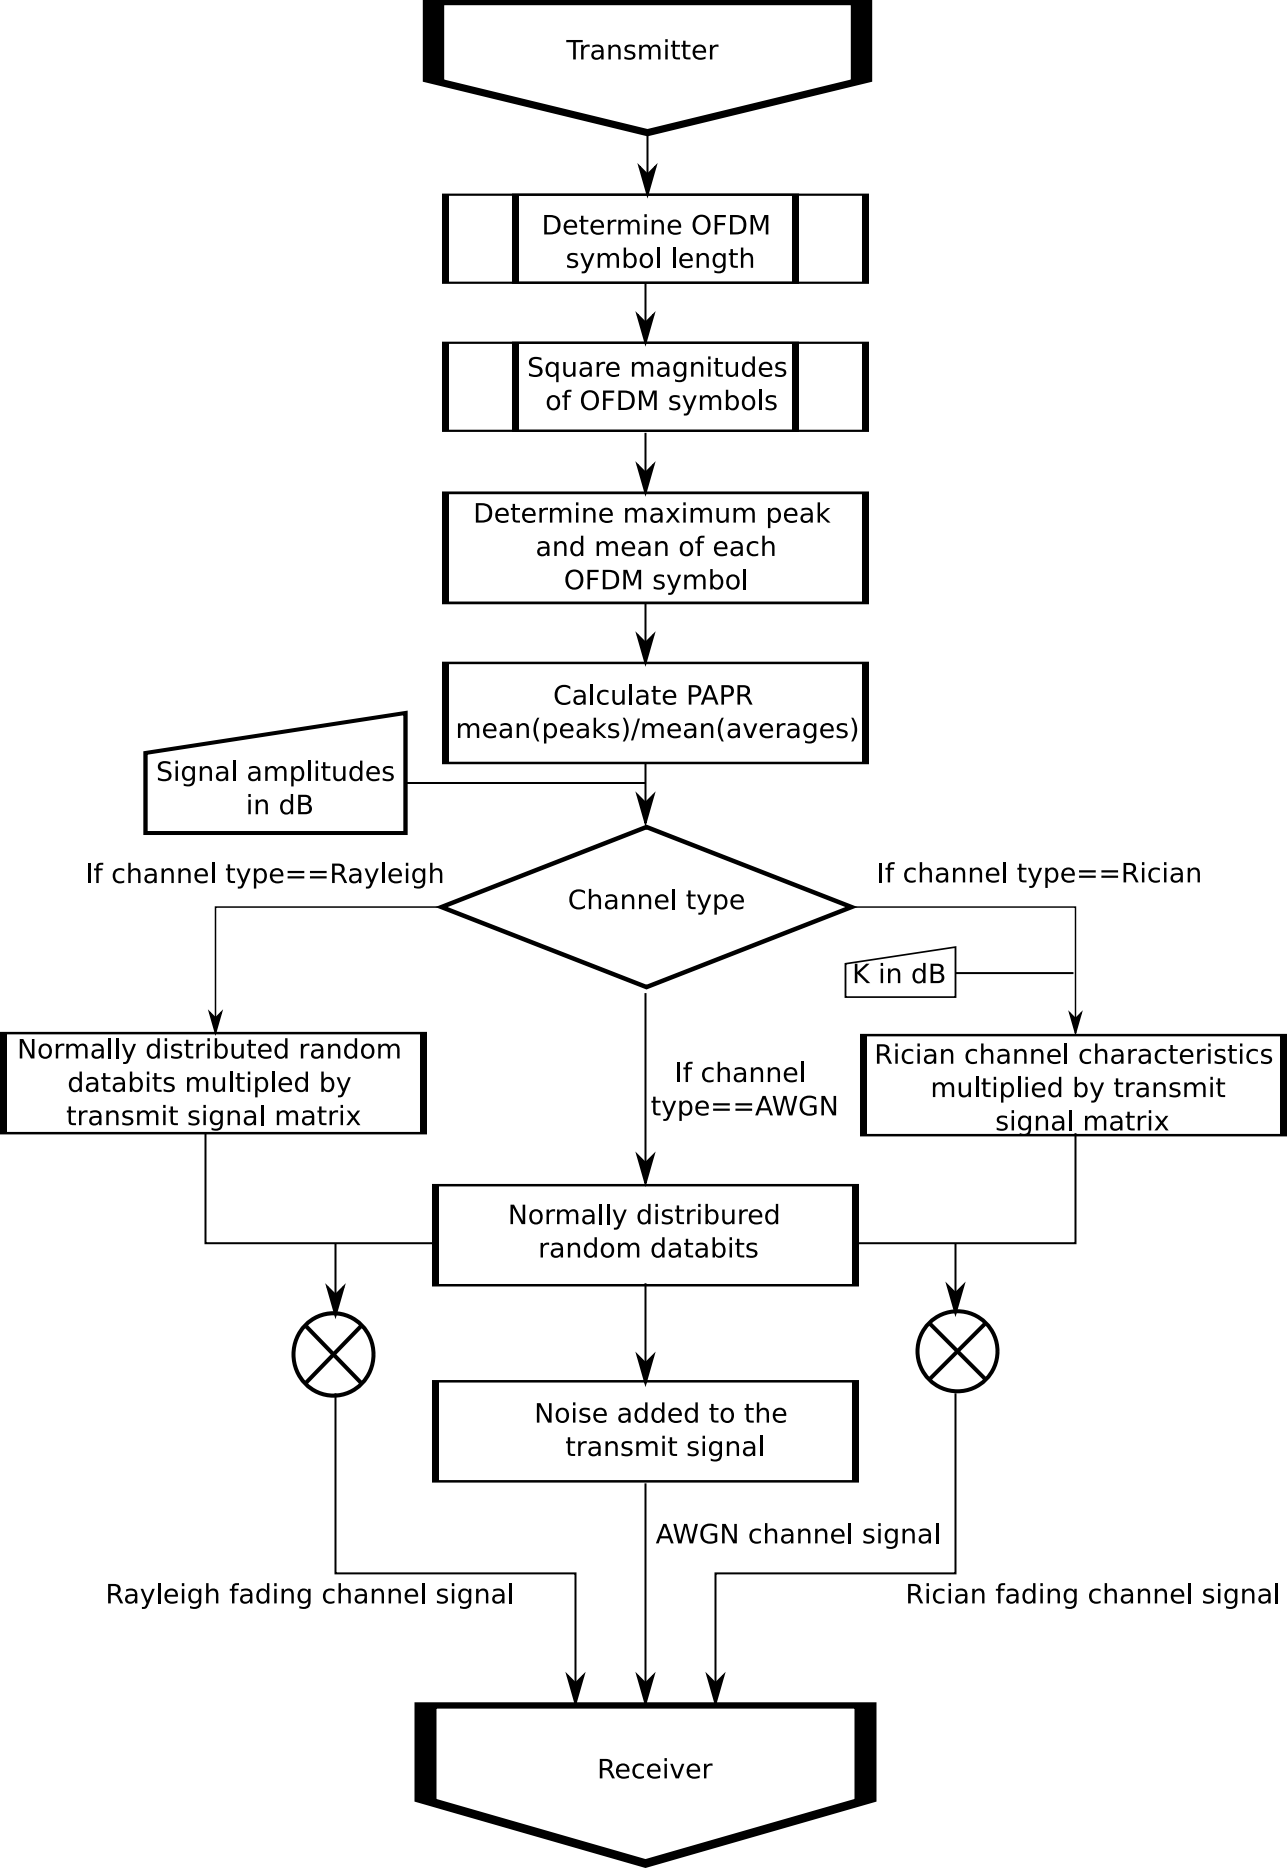 Transmitter
Determine OFDM
symbol length
Square magnitudes
of OFDM symbols
Determine maximum peak
and mean of each
OFDM symbol
Calculate PAPR
mean(peaks)/mean(averages)
Signal amplitudes
in dB
If channel type==Rayleigh
Channel type
If channel type==Rician
K in dB
Normally distributed random
databits multipled by
transmit signal matrix
If channel
type==AWGN
Rician channel characteristics
multiplied by transmit
signal matrix
Normally distribured
random databits
Noise added to the
transmit signal
AWGN channel signal
Rayleigh fading channel signal
Rician fading channel signal
Receiver